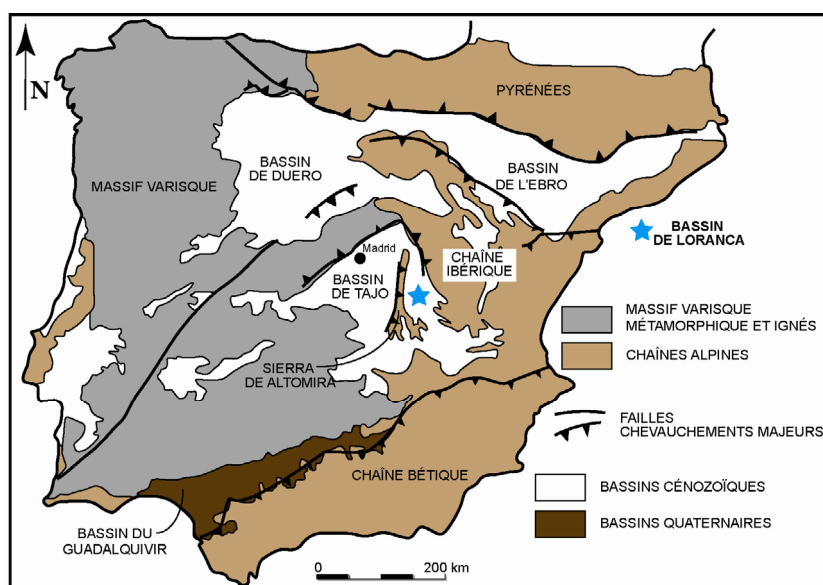 N
PYRÉNÉES
BASSIN
DE DUERO
BASSIN
DE L'EBRO
MASSIF VARISQUE
BASSIN
DE LORANCA
Madrid
CHAÎNE
IBÉRIQUE
BASSIN
DE TAJO
MASSIF VARISQUE
MÉTAMORPHIQUE ET IGNÉS
CHAÎNES ALPINES
SIERRA
DE ALTOMIRA
FAILLES
CHEVAUCHEMENTS MAJEURS
CHAÎNE BÉTIQUE
BASSINS CÉNOZOÏQUES
BASSINS QUATERNAIRES
BASSIN DU
GUADALQUIVIR
0 200 km